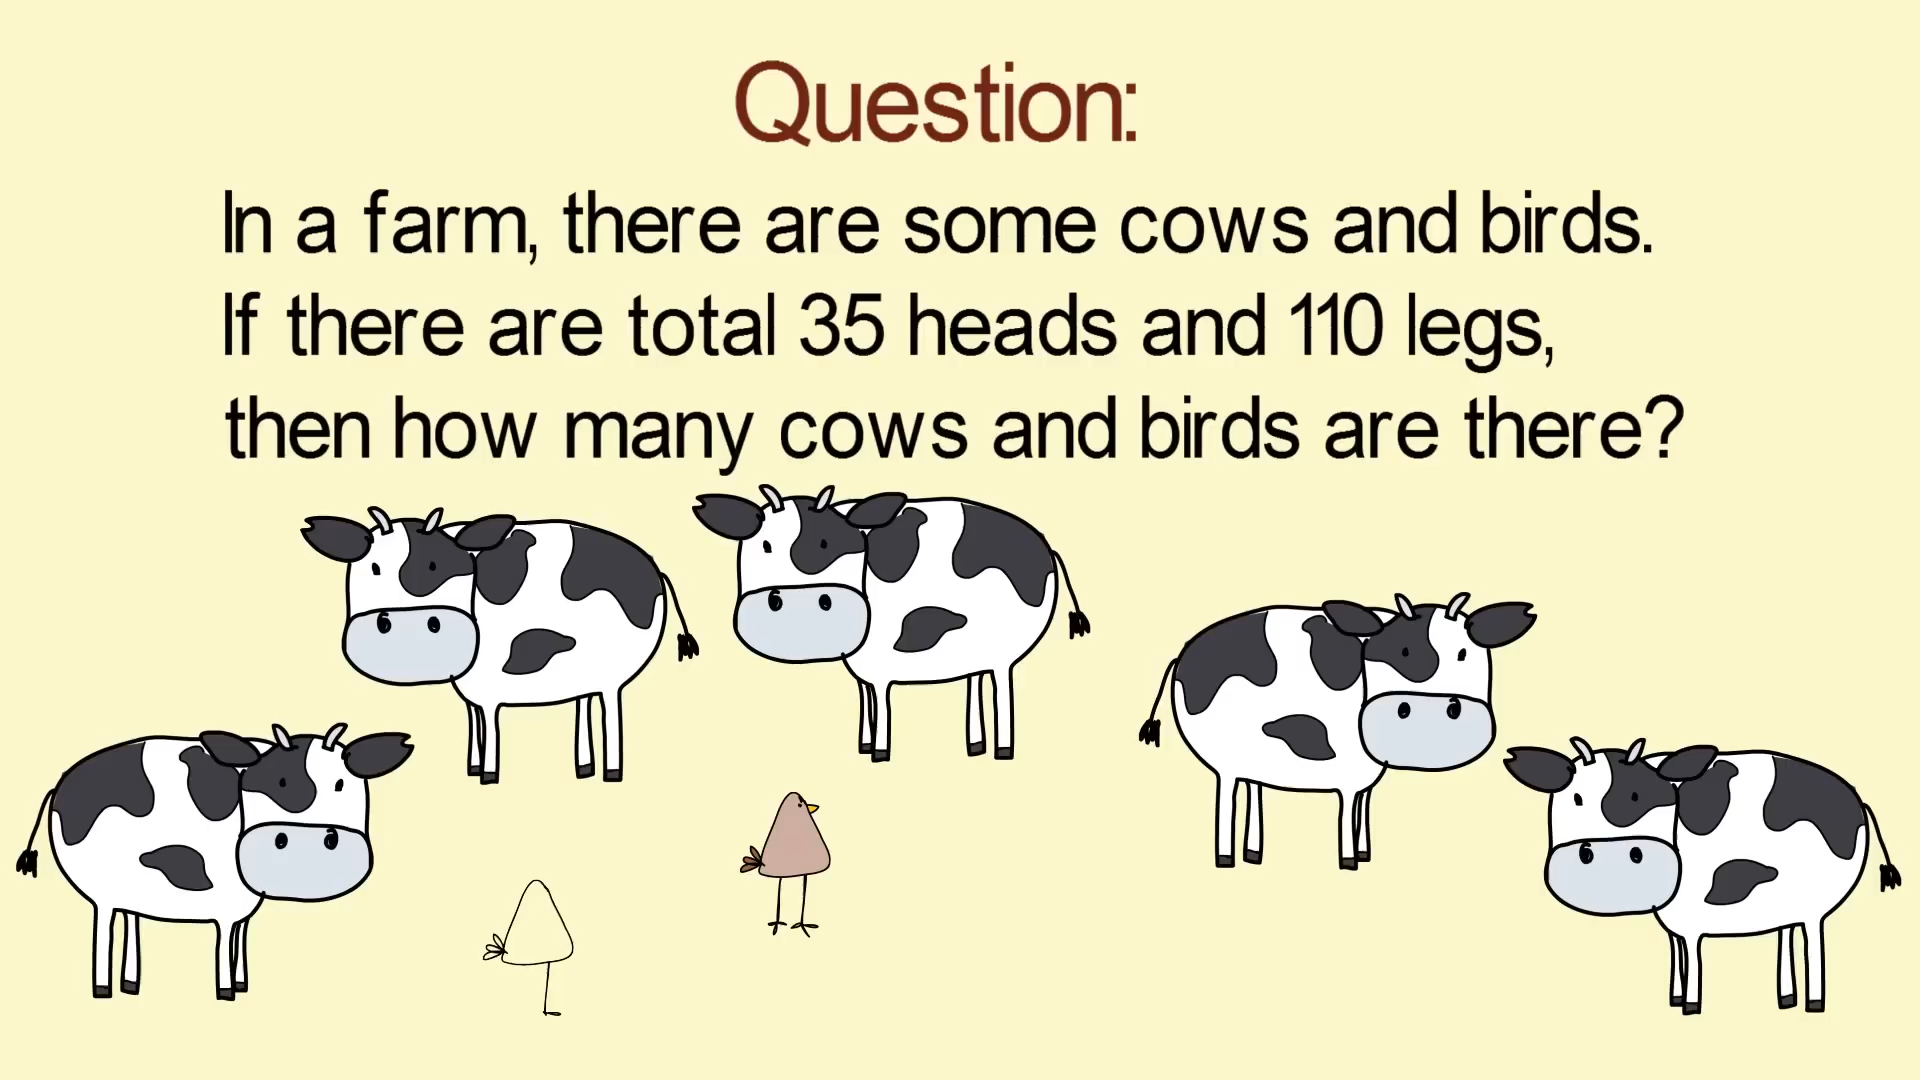 Question:
In a farm, there are some cows and birds.
If there are total 35 heads and 110 legs,
then how many cows and birds are there?